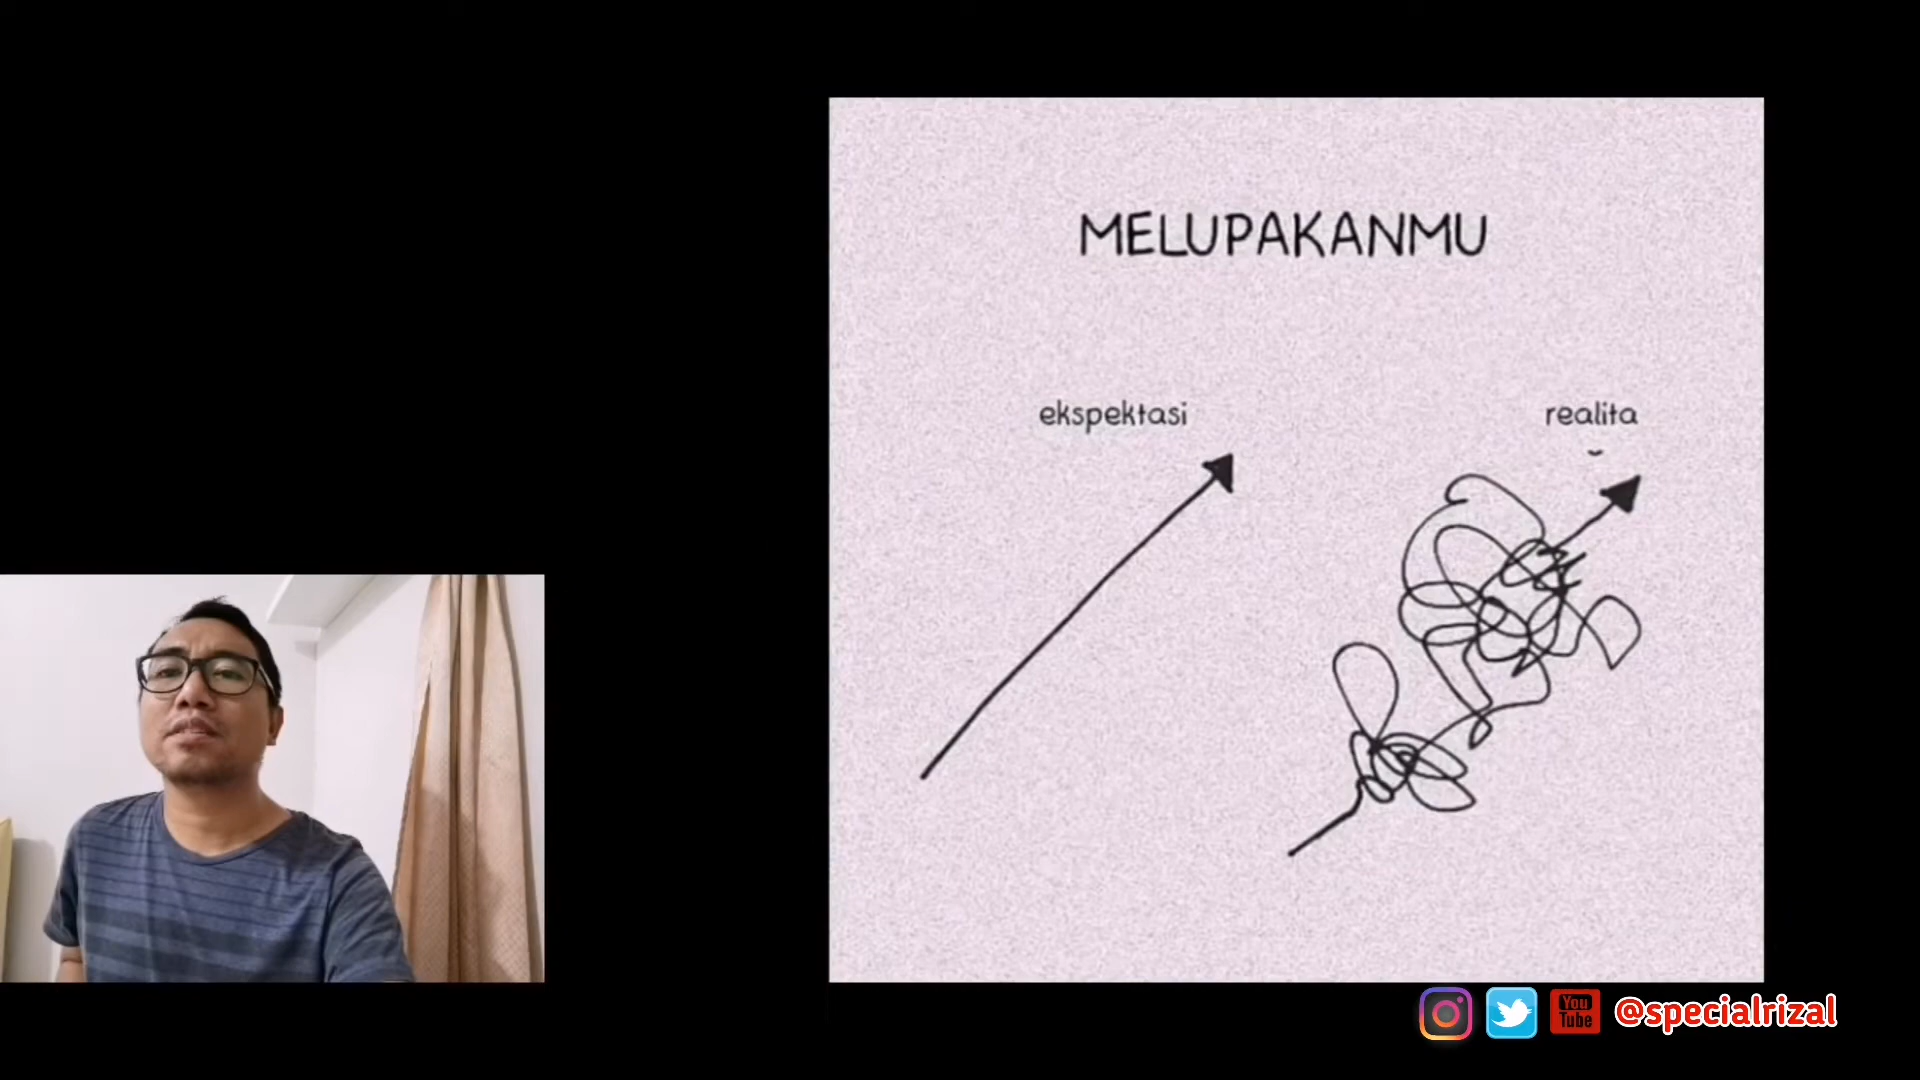 MELUPAKANMU
ekspektasi
realita
You
Tube
@specialrizal